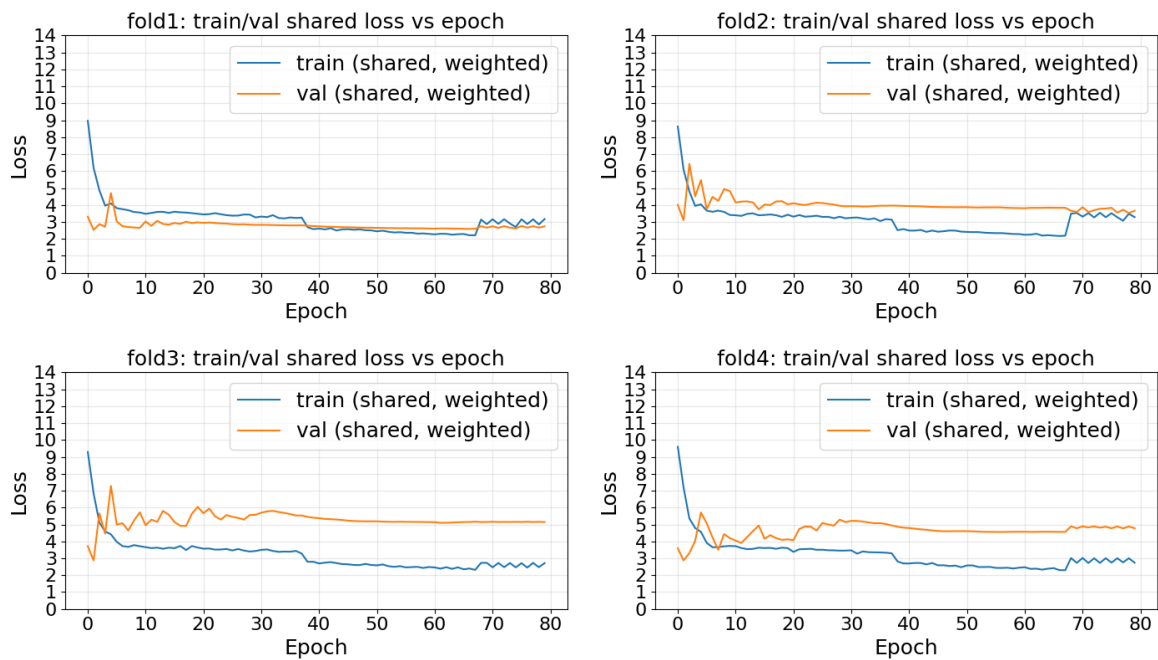 fold1: train/val shared loss vs epoch
14
13
12
11
10
9
8
7
6
5
4
3
2
1
0
Loss
train (shared, weighted)
val (shared, weighted)
0 10 20 30 40 50 60 70 80
Epoch
fold2: train/val shared loss vs epoch
14
13
12
11
10
9
8
7
6
5
4
3
2
1
0
Loss
train (shared, weighted)
val (shared, weighted)
0 10 20 30 40 50 60 70 80
Epoch
fold3: train/val shared loss vs epoch
14
13
12
11
10
9
8
7
6
5
4
3
2
1
0
Loss
train (shared, weighted)
val (shared, weighted)
0 10 20 30 40 50 60 70 80
Epoch
fold4: train/val shared loss vs epoch
14
13
12
11
10
9
8
7
6
5
4
3
2
1
0
Loss
train (shared, weighted)
val (shared, weighted)
0 10 20 30 40 50 60 70 80
Epoch